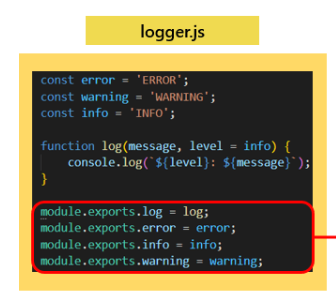 logger.js
const error = 'ERROR';
const warning = 'WARNING';
const info = 'INFO';
function log(message, level = info) {
    console.log(`${level}: ${message}`);
}
module.exports.log = log;
module.exports.error = error;
module.exports.info = info;
module.exports.warning = warning;